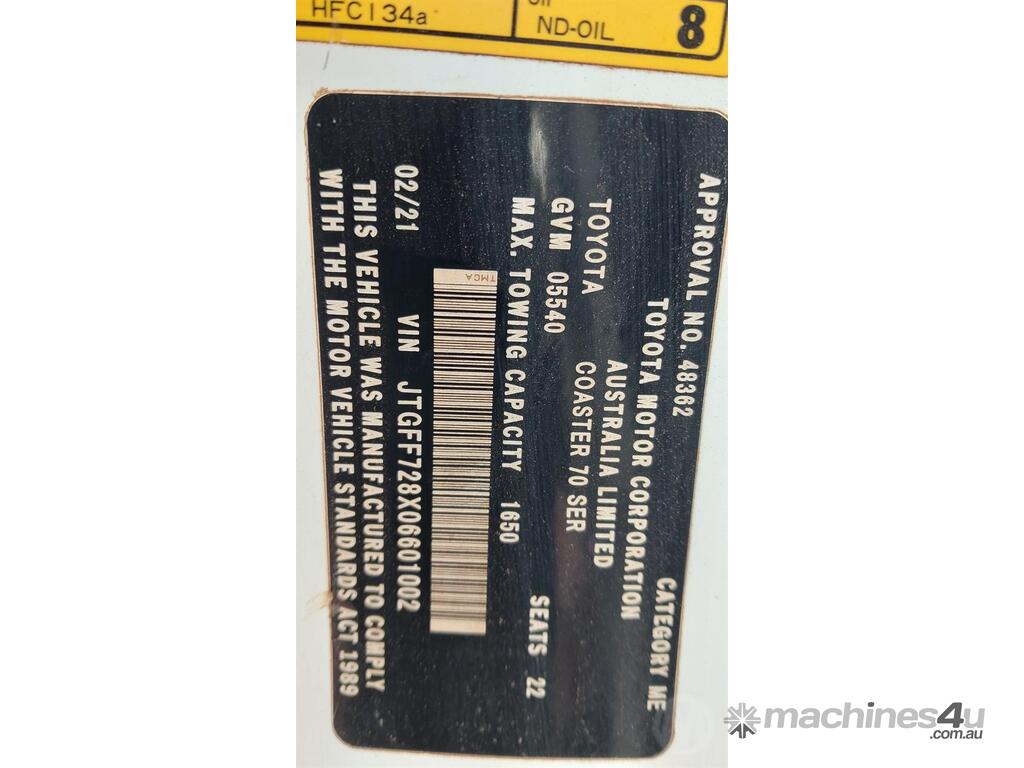 HFC134a
ND-OIL
8
APPROVAL NO. 48362 CATEGORY ME
TOYOTA MOTOR CORPORATION
AUSTRALIA LIMITED
TOYOTA COASTER 70 SER
GVM 05540
MAX. TOWING CAPACITY 1650 SEATS 22
TMCA
02/21 VIN JTGFF728X06601002
THIS VEHICLE WAS MANUFACTURED TO COMPLY
WITH THE MOTOR VEHICLE STANDARDS ACT 1989
machines4u
.com.au